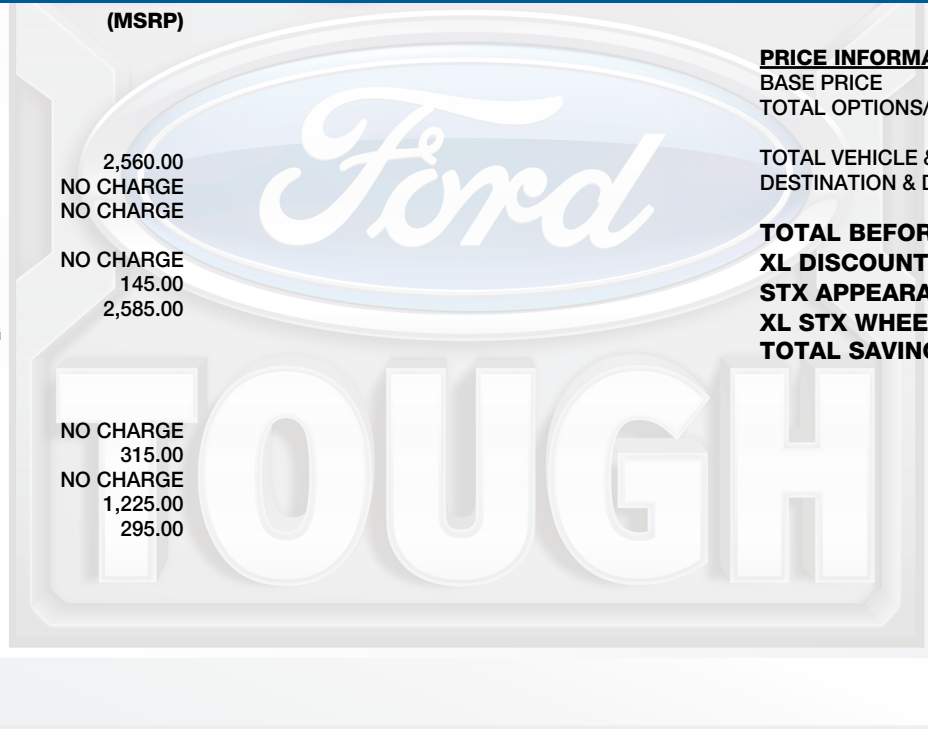 (MSRP)
2,560.00
NO CHARGE
NO CHARGE
NO CHARGE
145.00
2,585.00
NO CHARGE
315.00
NO CHARGE
1,225.00
295.00
PRICE INFORMA
BASE PRICE
TOTAL OPTIONS/
TOTAL VEHICLE &
DESTINATION & D
TOTAL BEFOR
XL DISCOUNT
STX APPEARA
XL STX WHEE
TOTAL SAVING
Ford
TOUGH